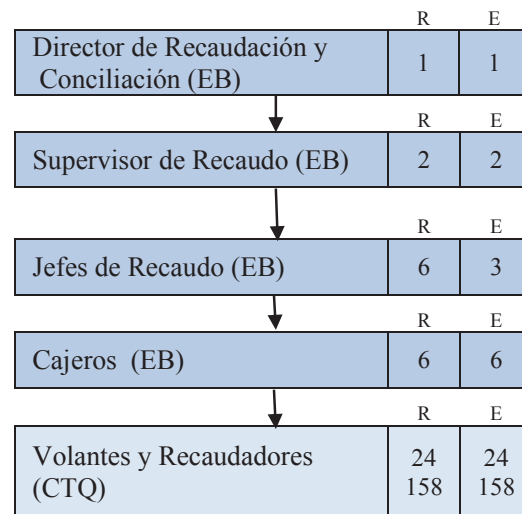 R E
Director de Recaudación y
Conciliación (EB)
1 1
R E
Supervisor de Recaudo (EB) 2 2
R E
Jefes de Recaudo (EB) 6 3
R E
Cajeros (EB) 6 6
R E
Volantes y Recaudadores 24 24
(CTQ) 158 158